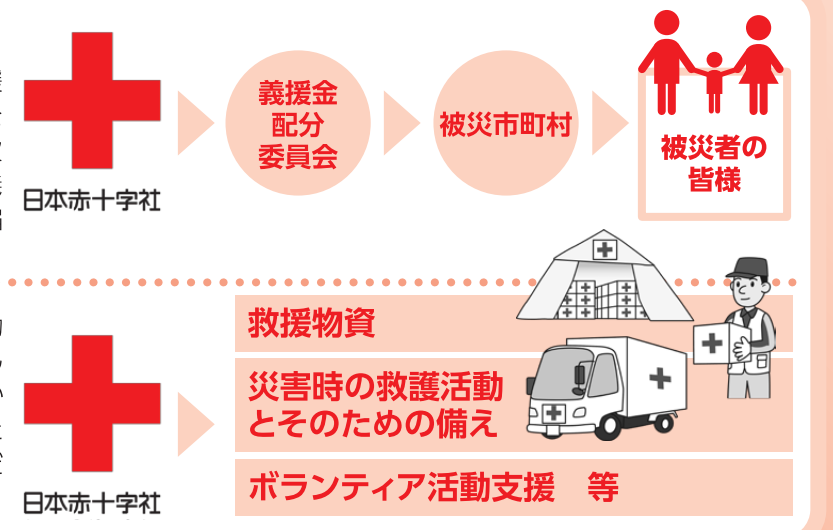 日本赤十字社
義援金
配分
委員会
被災市町村
被災者の
皆様
日本赤十字社
救援物資
災害時の救護活動
とそのための備え
ボランティア活動支援　等